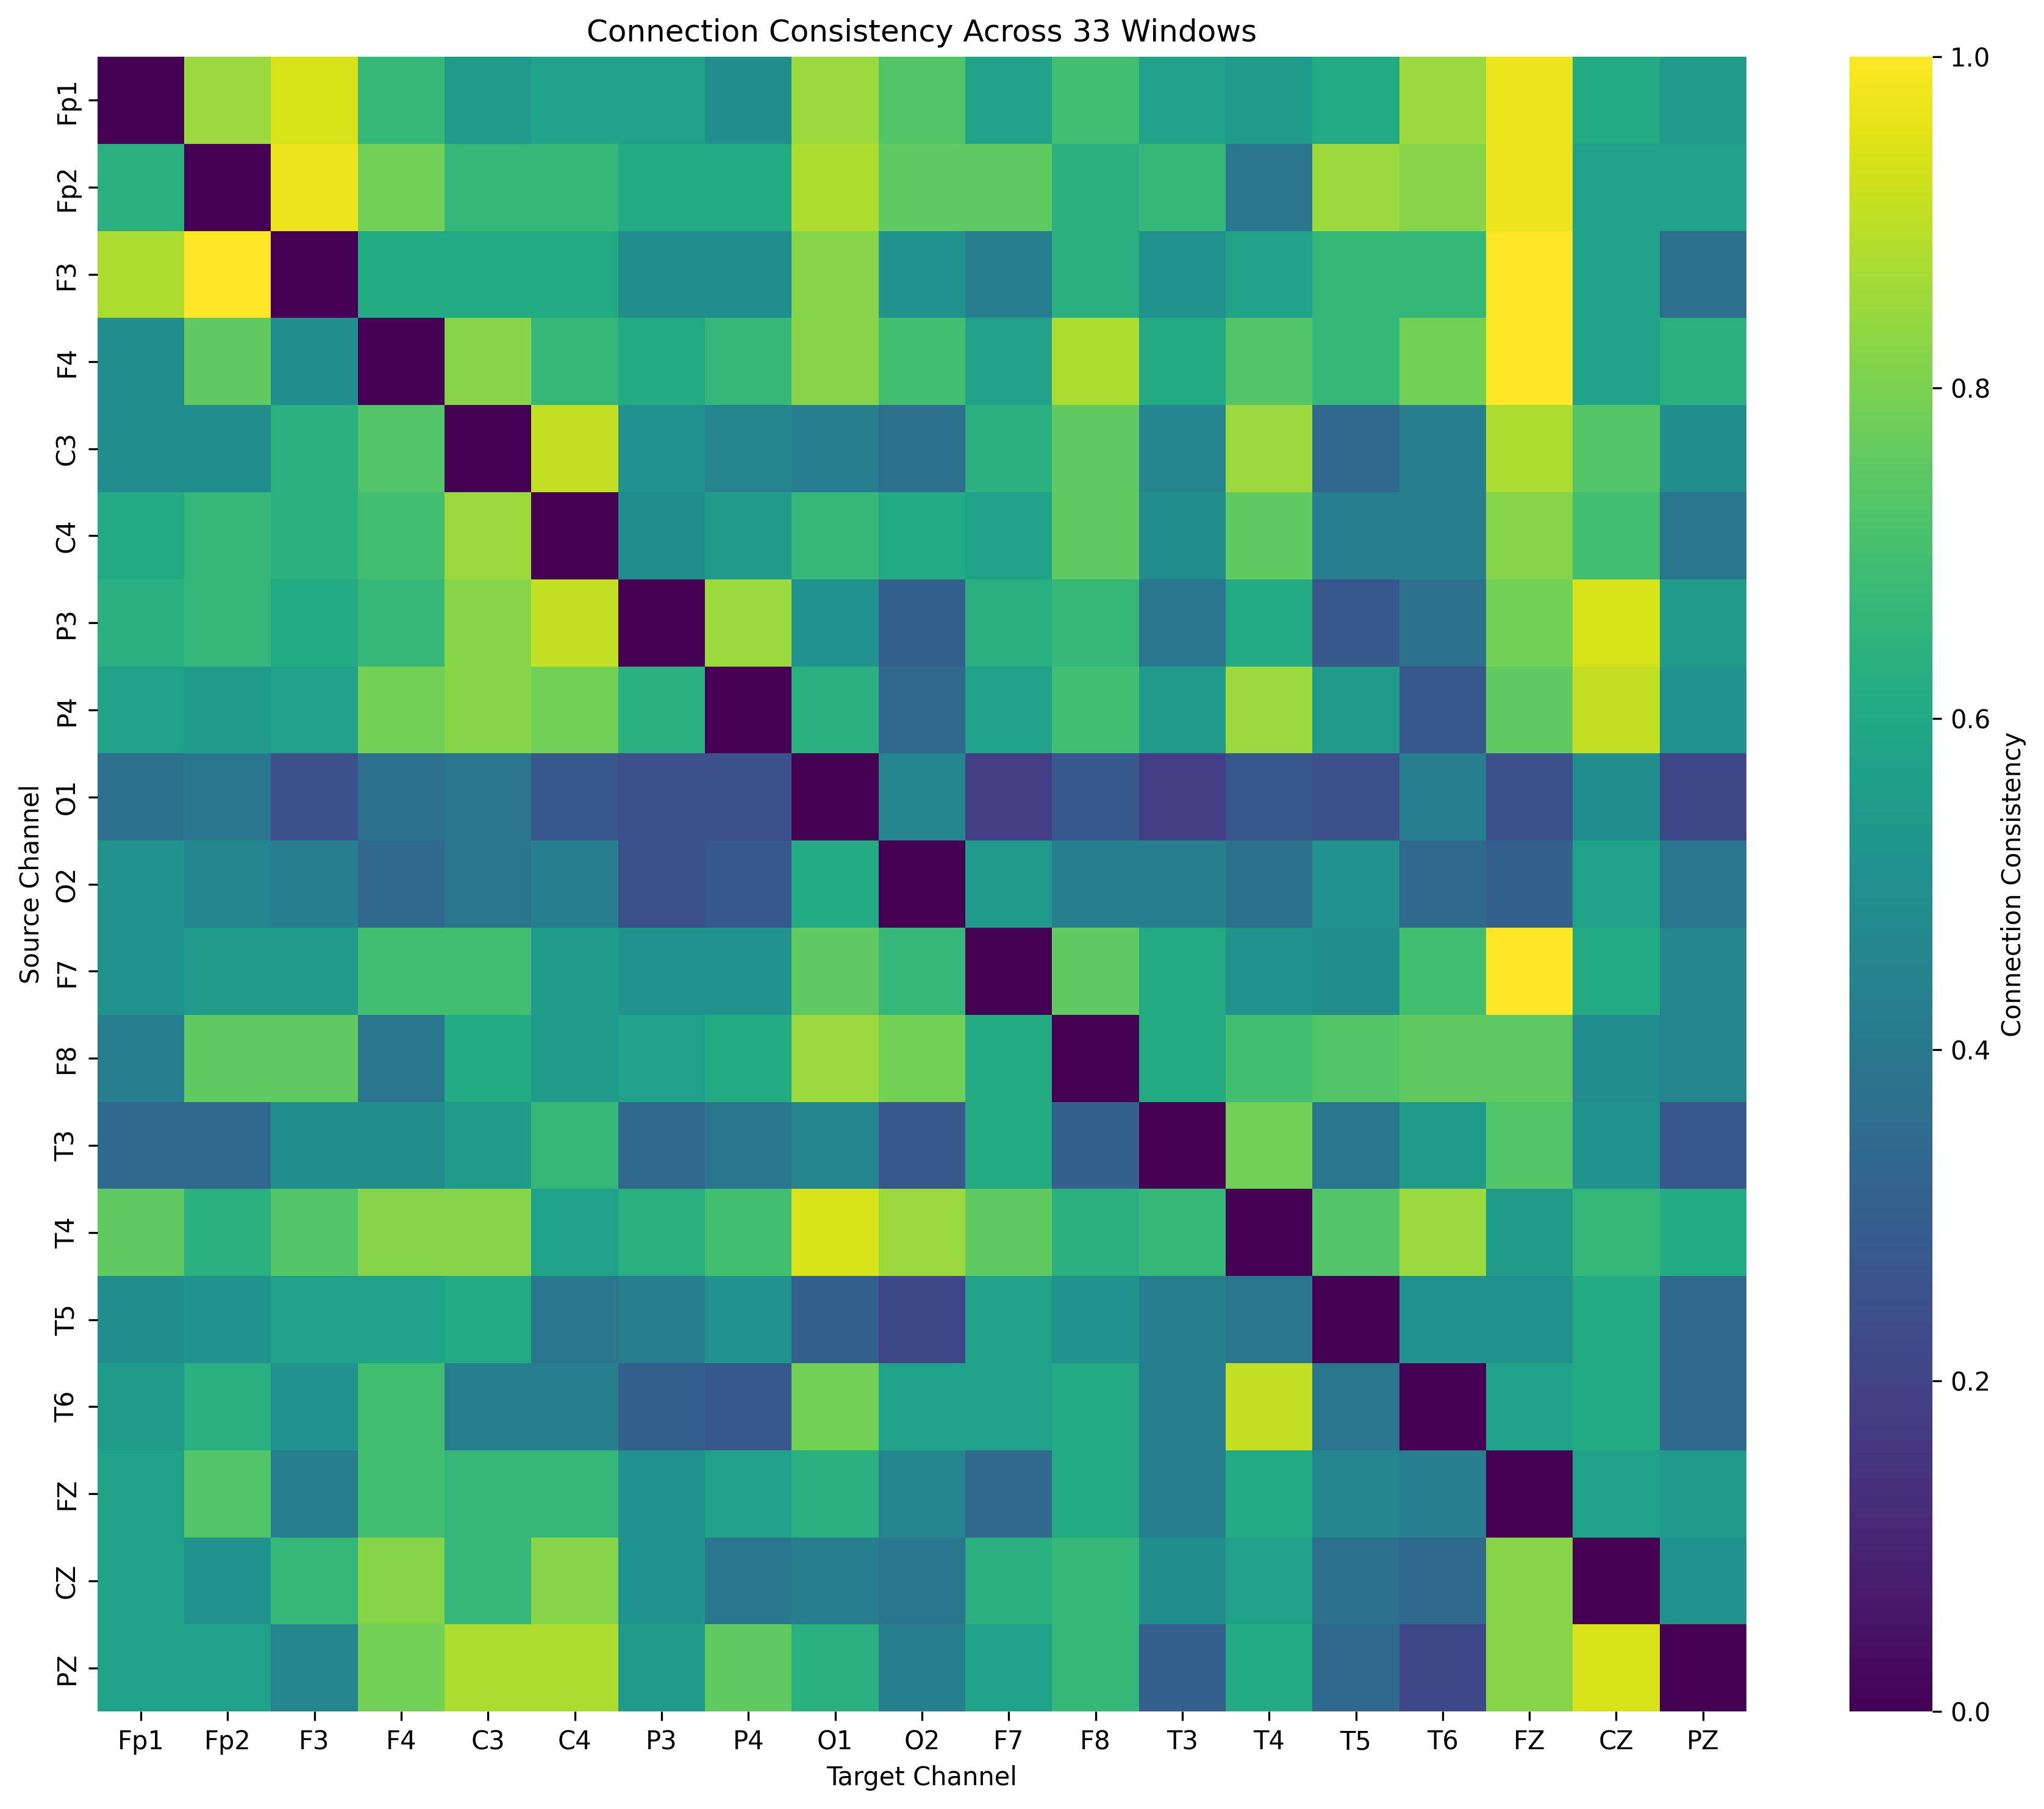 Connection Consistency Across 33 Windows
Source Channel
Fp1
Fp2
F3
F4
C3
C4
P3
P4
O1
O2
F7
F8
T3
T4
T5
T6
FZ
CZ
PZ
Fp1 Fp2 F3 F4 C3 C4 P3 P4 O1 O2 F7 F8 T3 T4 T5 T6 FZ CZ PZ
Target Channel
1.0
0.8
0.6
0.4
0.2
0.0
Connection Consistency